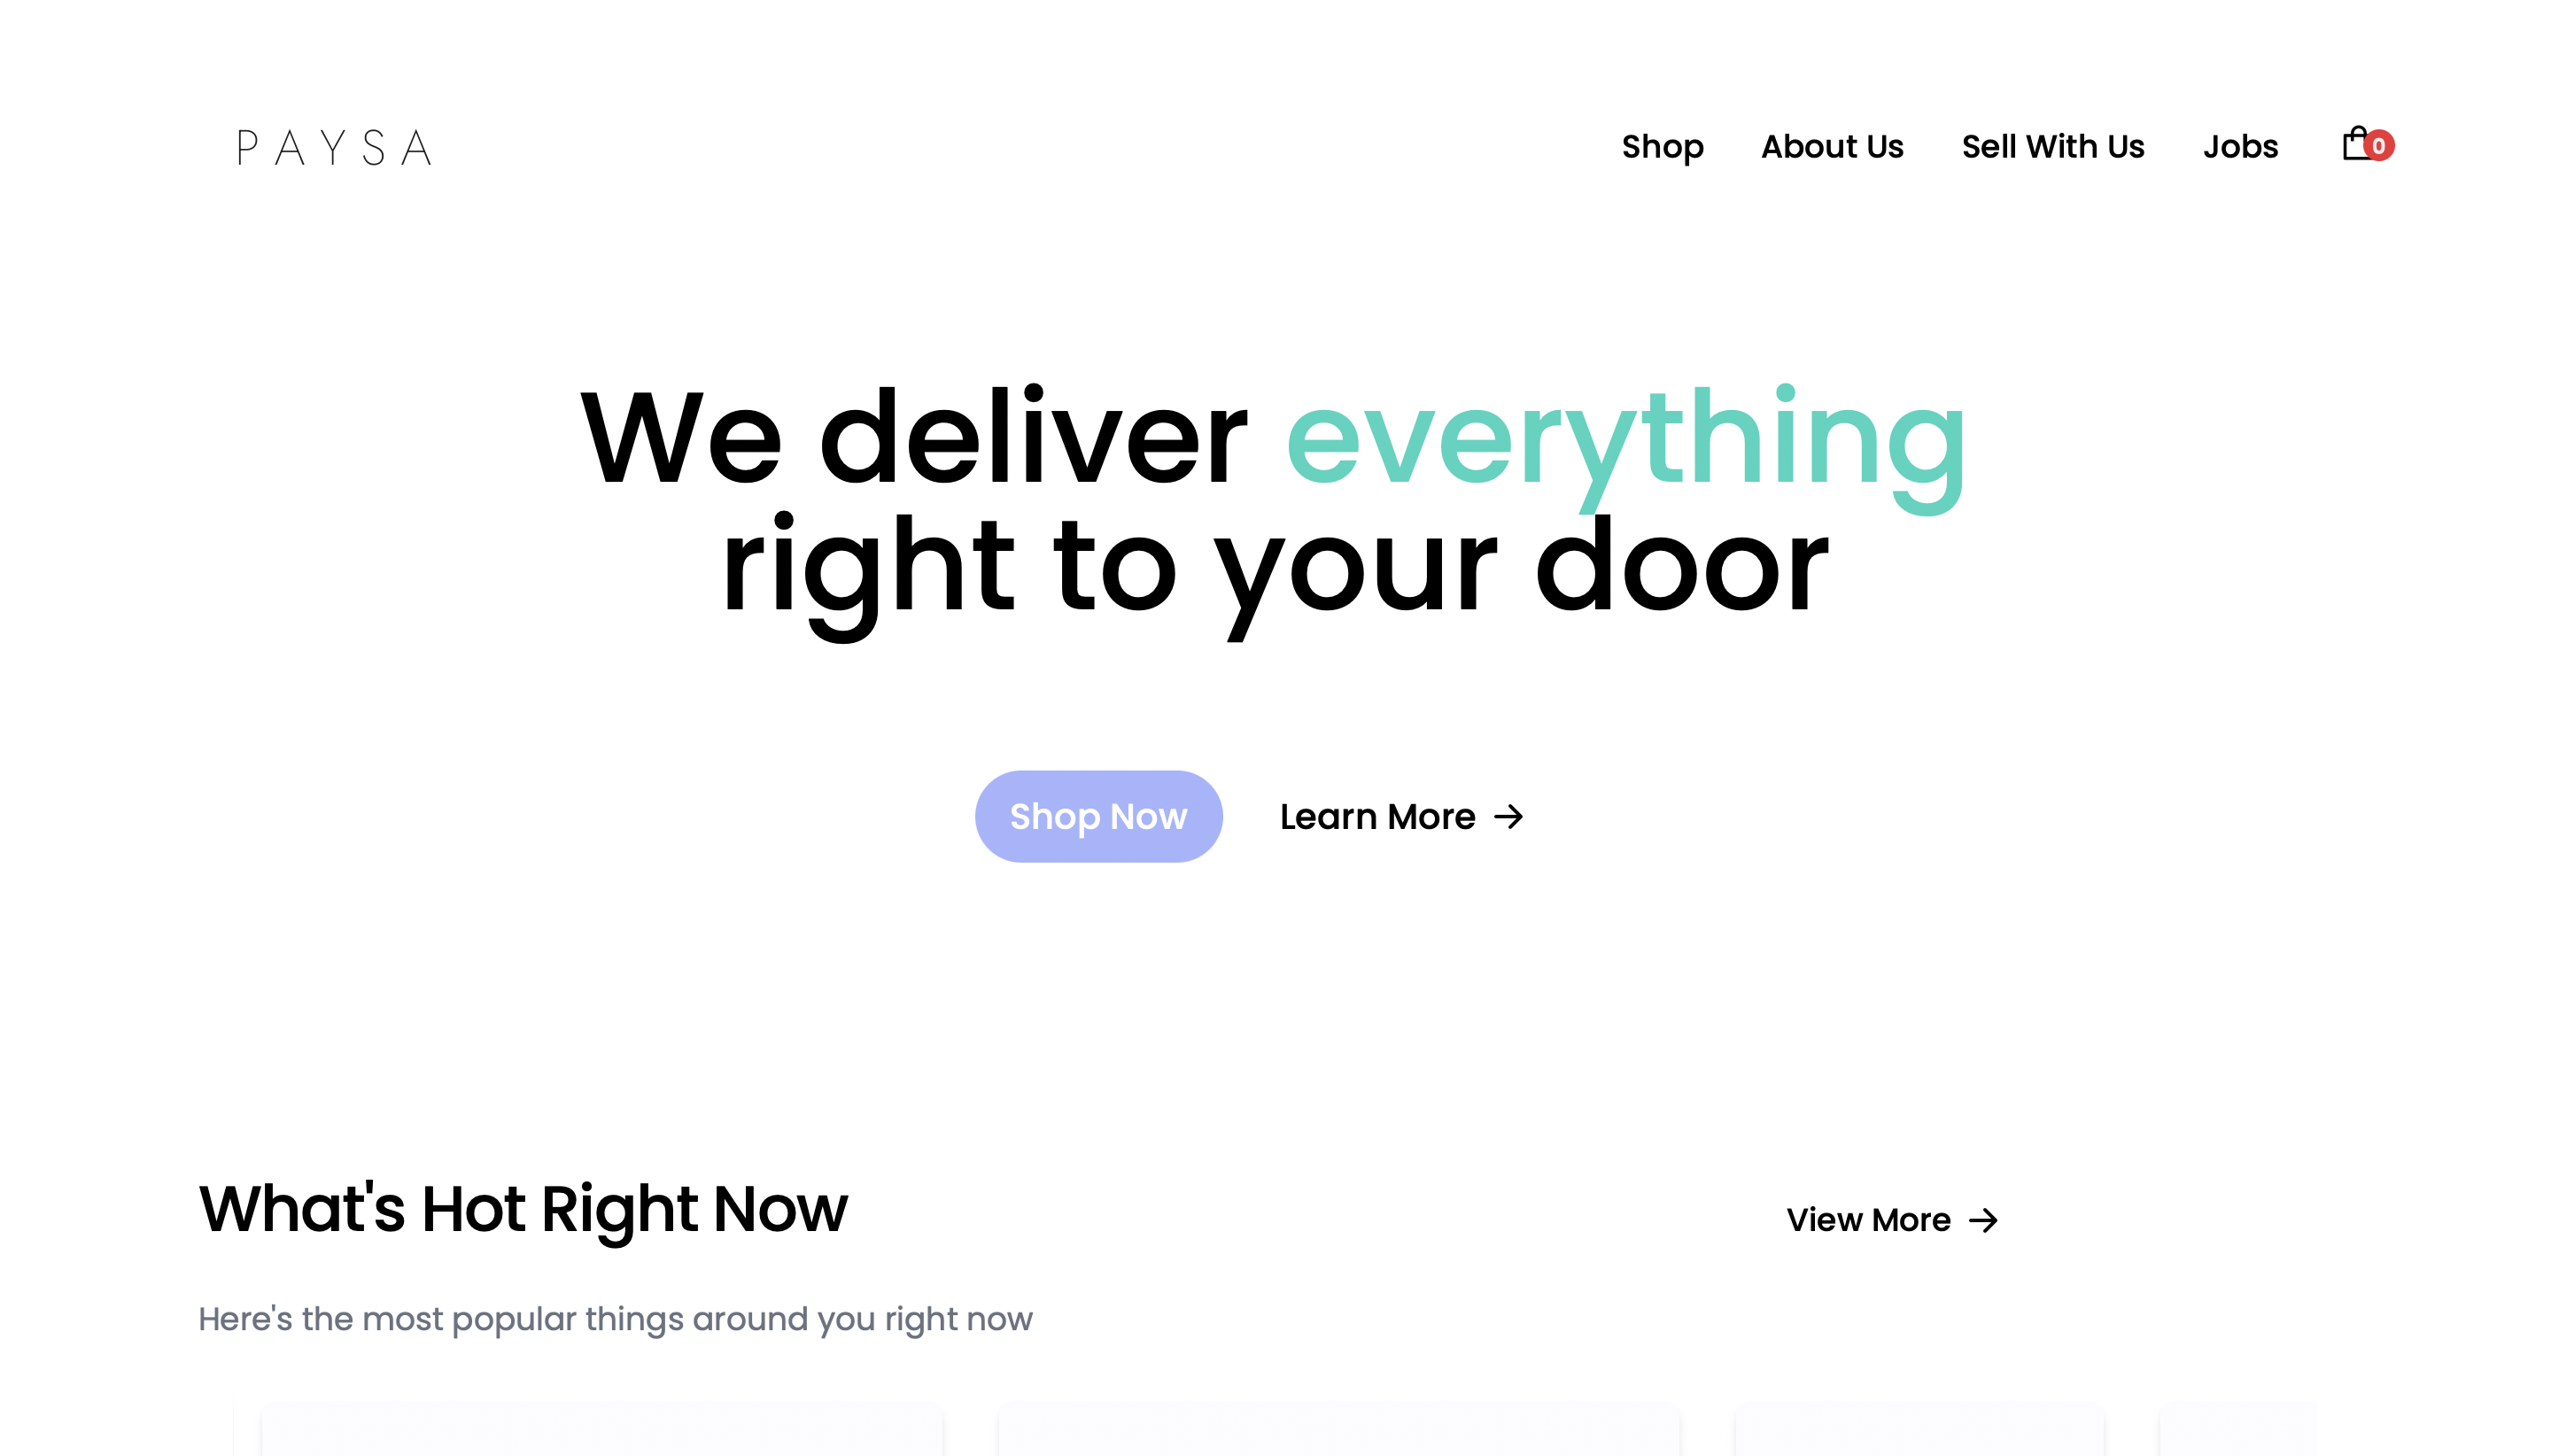 PAYSA
Shop About Us Sell With Us Jobs 0
We deliver everything
right to your door
Shop Now Learn More →
What's Hot Right Now
View More →
Here's the most popular things around you right now